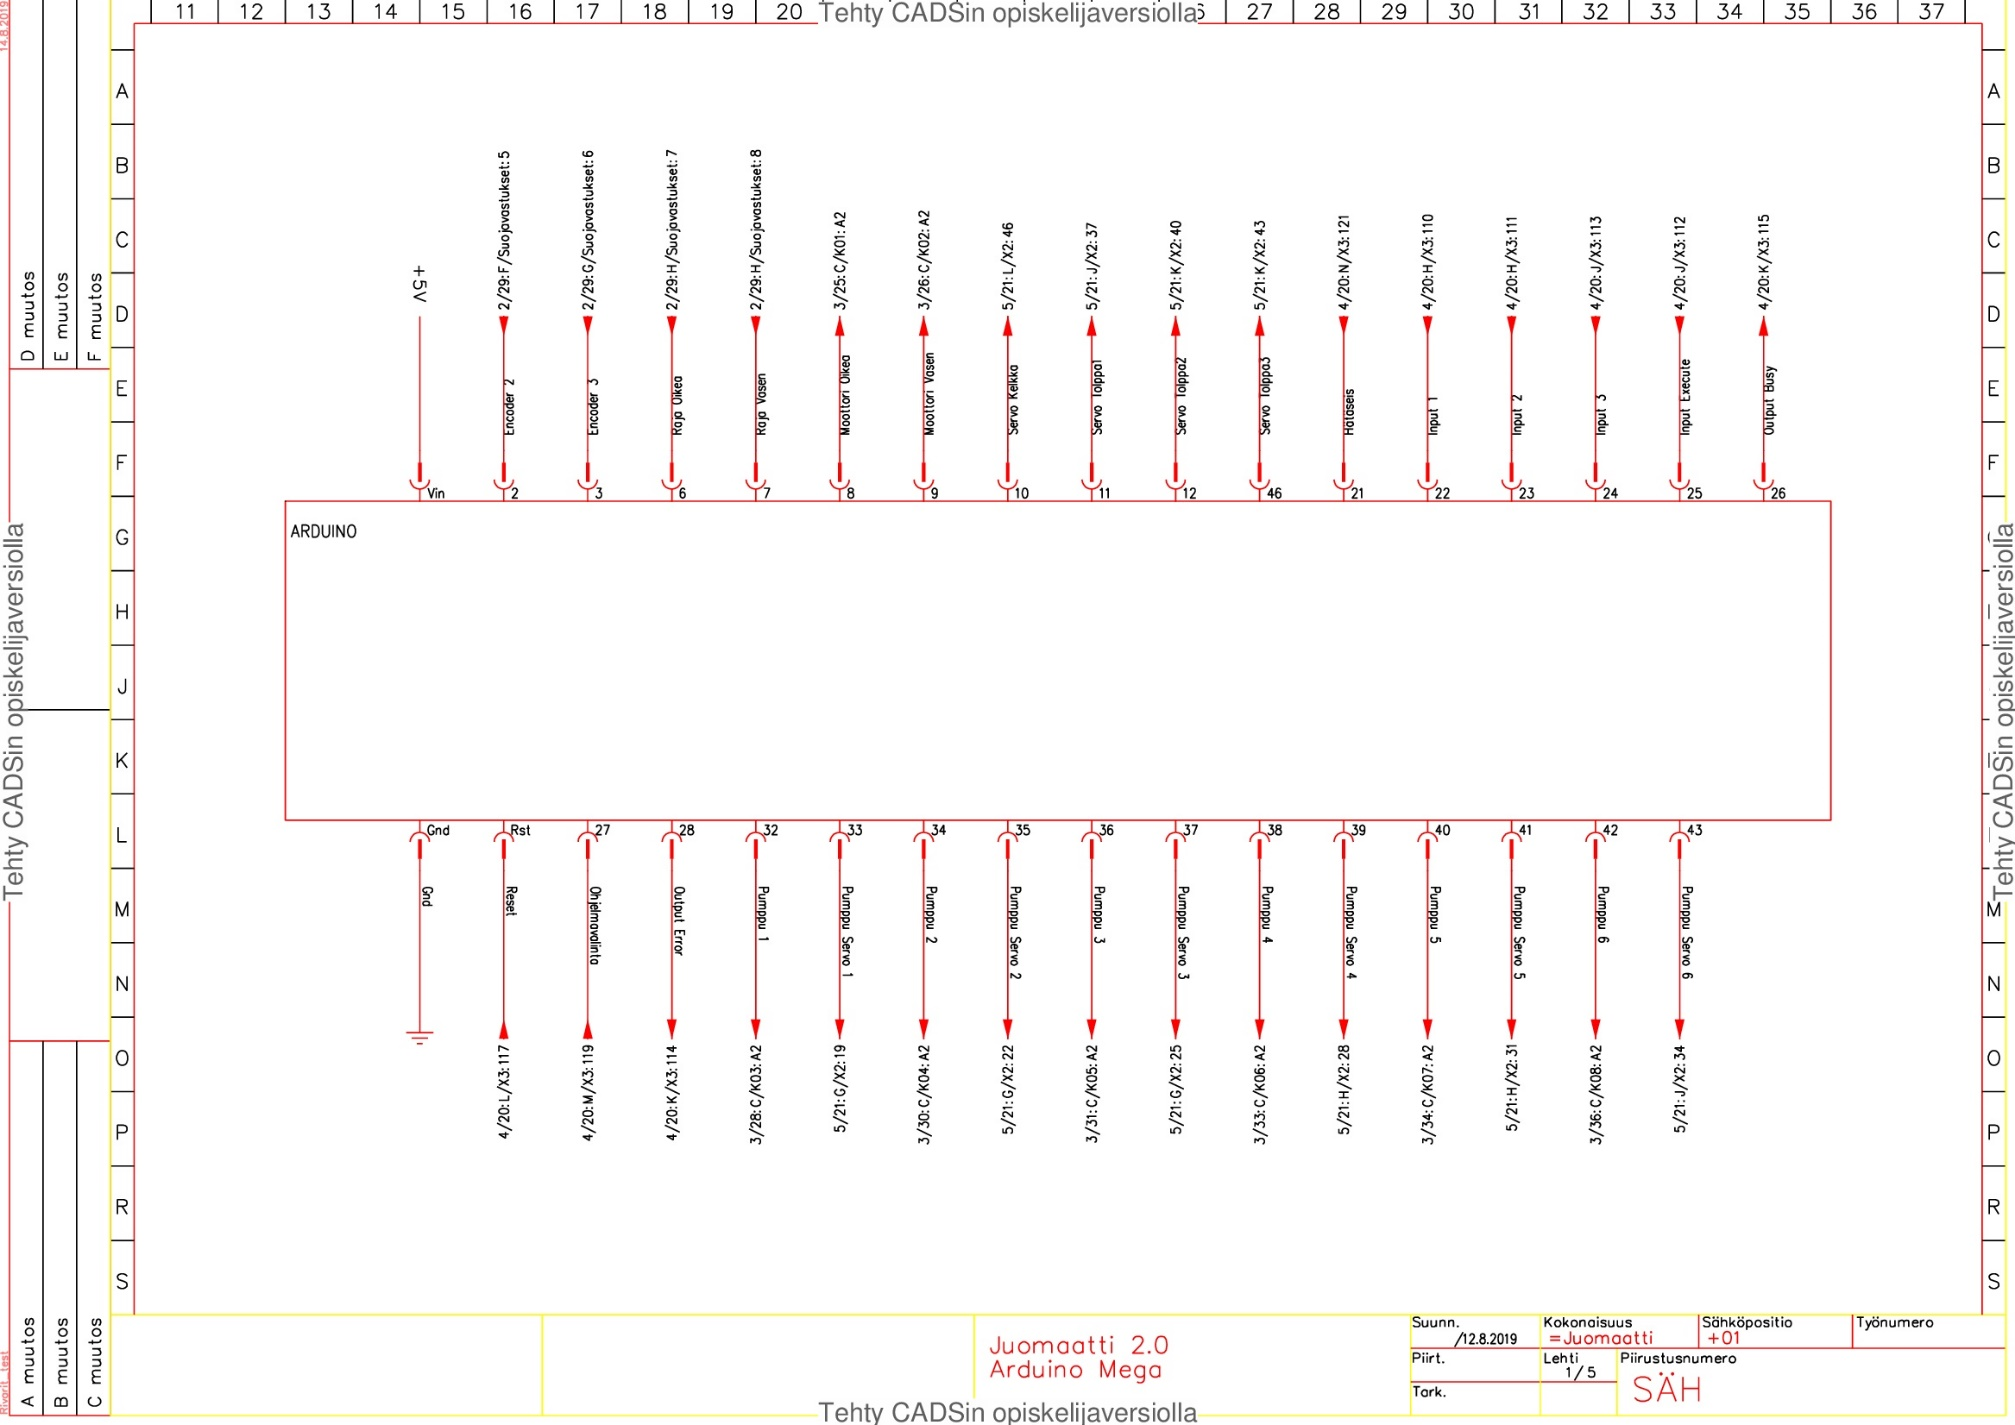 11 12 13 14 15 16 17 18 19 20 Tehty CADSin opiskelijaversiolla 27 28 29 30 31 32 33 34 35 36 37
14.8.2019
D muutos
E muutos
F muutos
Tehty CADSin opiskelijaversiolla
A muutos
B muutos
C muutos
Rivarit_test
A
B
C
D
E
F
G
H
J
K
L
M
N
O
P
R
S
+5V
2/29:F/Suojavastukset:5
2/29:G/Suojavastukset:6
2/29:H/Suojavastukset:7
2/29:H/Suojavastukset:8
3/25:C/K01:A2
3/26:C/K02:A2
5/21:L/X2:46
5/21:J/X2:37
5/21:K/X2:40
5/21:K/X2:43
4/20:N/X3:121
4/20:H/X3:110
4/20:H/X3:111
4/20:J/X3:113
4/20:J/X3:112
4/20:K/X3:115
Encoder 2
Encoder 3
Raja Oikea
Raja Vasen
Moottori Oikea
Moottori Vasen
Servo Kelkka
Servo Tolppa1
Servo Tolppa2
Servo Tolppa3
Hätäseis
Input 1
Input 2
Input 3
Input Execute
Output Busy
Vin 2 3 6 7 8 9 10 11 12 46 21 22 23 24 25 26
ARDUINO
Gnd Rst 27 28 32 33 34 35 36 37 38 39 40 41 42 43
Gnd
Reset
Ohjelmavalinta
Output Error
Pumppu 1
Pumppu Servo 1
Pumppu 2
Pumppu Servo 2
Pumppu 3
Pumppu Servo 3
Pumppu 4
Pumppu Servo 4
Pumppu 5
Pumppu Servo 5
Pumppu 6
Pumppu Servo 6
4/20:L/X3:117
4/20:M/X3:119
4/20:K/X3:114
3/28:C/K03:A2
5/21:G/X2:19
3/30:C/K04:A2
5/21:G/X2:22
3/31:C/K05:A2
5/21:G/X2:25
3/33:C/K06:A2
5/21:H/X2:28
3/34:C/K07:A2
5/21:H/X2:31
3/36:C/K08:A2
5/21:J/X2:34
A
B
C
D
E
F
M
N
O
P
R
S
Tehty CADSin opiskelijaversiolla
Juomaatti 2.0
Arduino Mega
Suunn.
/12.8.2019
Kokonaisuus
=Juomaatti
Sähköpositio
+01
Työnumero
Piirt.
Lehti
1/5
Piirustusnumero
SÄH
Tark.
Tehty CADSin opiskelijaversiolla